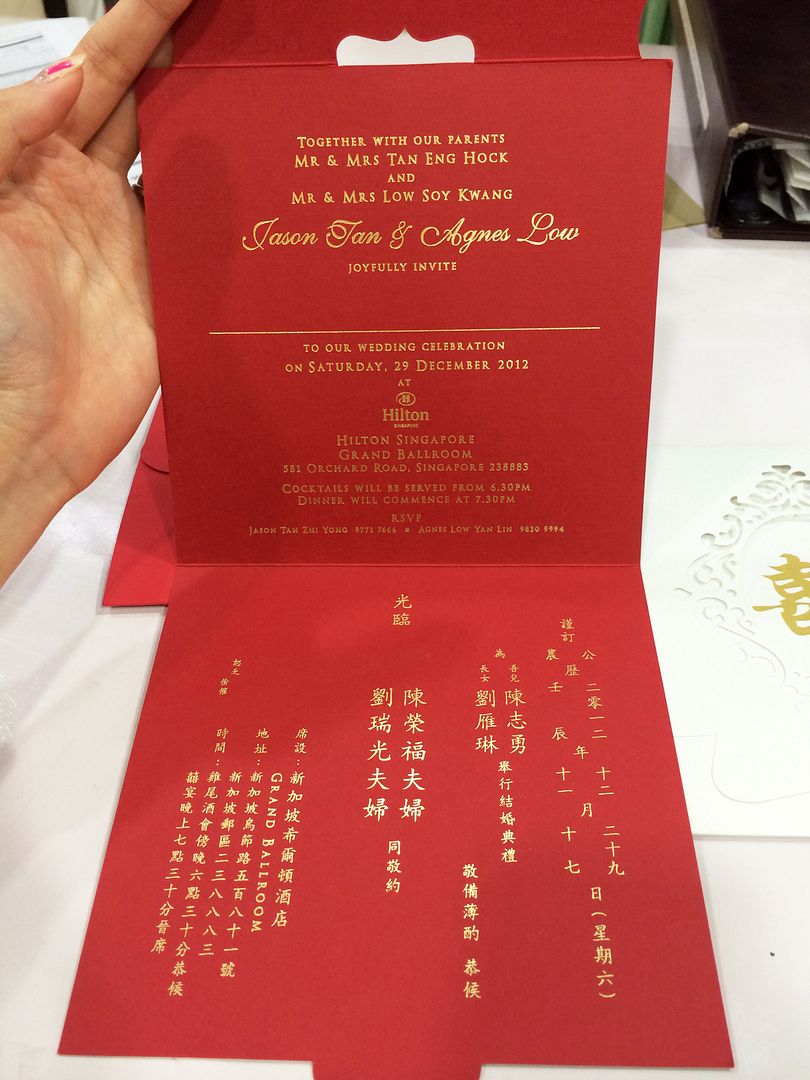 Together with our parents
Mr & Mrs Tan Eng Hock
and
Mr & Mrs Low Soy Kwang
Jason Tan & Agnes Low
joyfully invite
to our wedding celebration
on Saturday, 29 December 2012
at
Hilton
SINGAPORE
Hilton Singapore
Grand Ballroom
581 Orchard Road, Singapore 238883
Cocktails will be served from 6.30pm
Dinner will commence at 7.30pm
RSVP
Jason Tan Zhi Yong 9771 7666 ■ Agnes Low Yan Lin 9830 9994
謹訂
公曆二零一二年十二月二十九日(星期六)
農曆壬辰年十一月十七日
為
吾兒陳志勇
長女劉雁琳
舉行結婚典禮
敬備薄酌 恭候
光臨
陳榮福夫婦
劉瑞光夫婦
同敬約
席設:新加坡希爾頓酒店
GRAND BALLROOM
地址:新加坡烏節路五百八十一號
新加坡郵區二三八八八三
時間:雞尾酒會傍晚六點三十分恭候
囍宴晚上七點三十分晉席
恕乏
催
喜